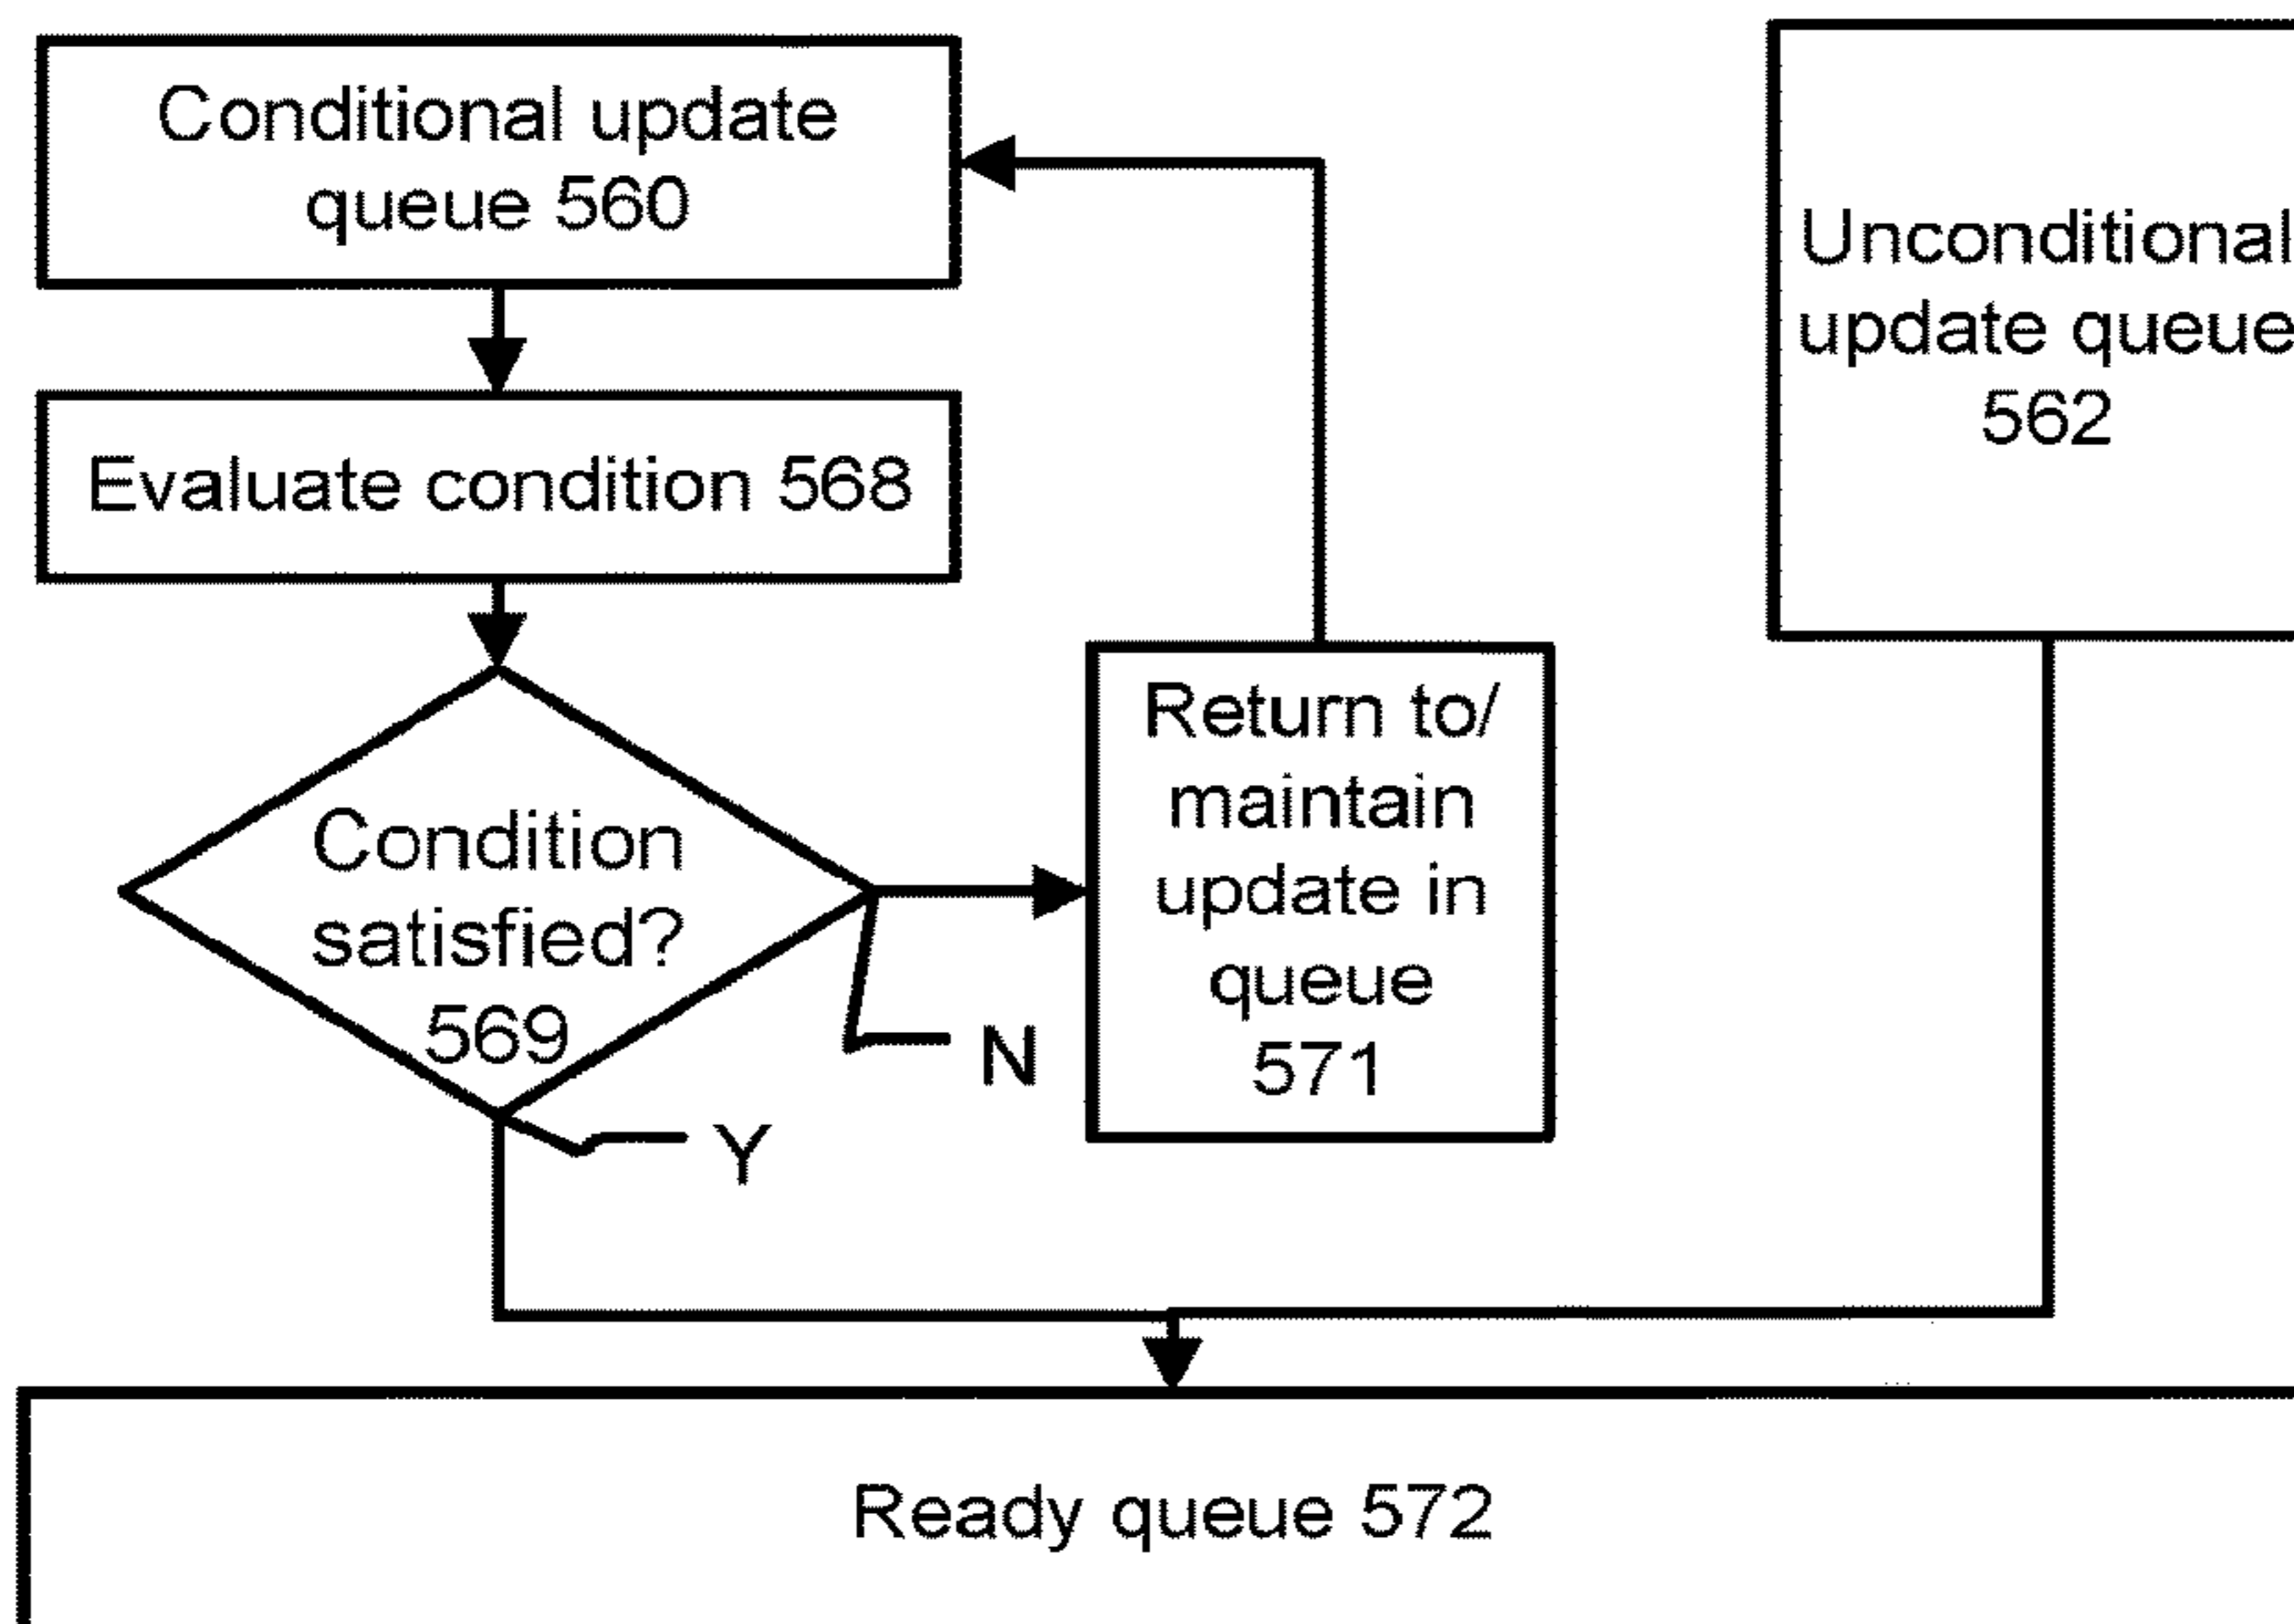 Conditional update
queue 560
Unconditional
update queue
562
Evaluate condition 568
Return to/
maintain
update in
queue
571
Condition
satisfied?
569
N
Y
Ready queue 572